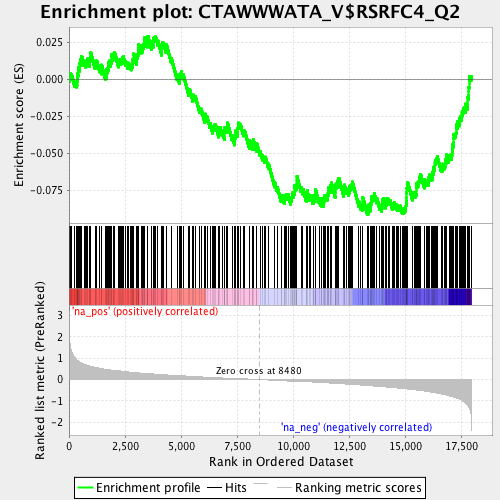 Enrichment plot: CTAWWWATA_V$RSRFC4_Q2
Enrichment score (ES)
0.025
0.000
-0.025
-0.050
-0.075
'na_pos' (positively correlated)
Ranked list metric (PreRanked)
3
2
1
0
-1
-2
Zero cross at 8480
'na_neg' (negatively correlated)
0
2,500
5,000
7,500
10,000
12,500
15,000
17,500
Rank in Ordered Dataset
Enrichment profile
Hits
Ranking metric scores